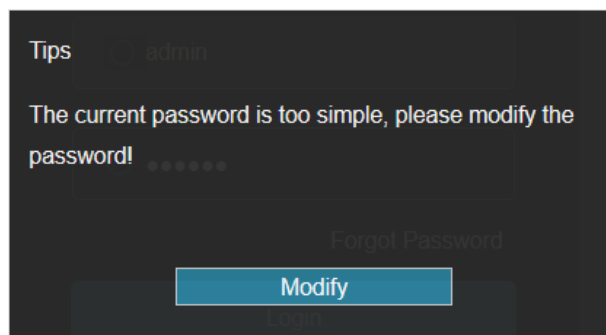 Tips
admin
The current password is too simple, please modify the
password!
Forgot Password
Modify
Login